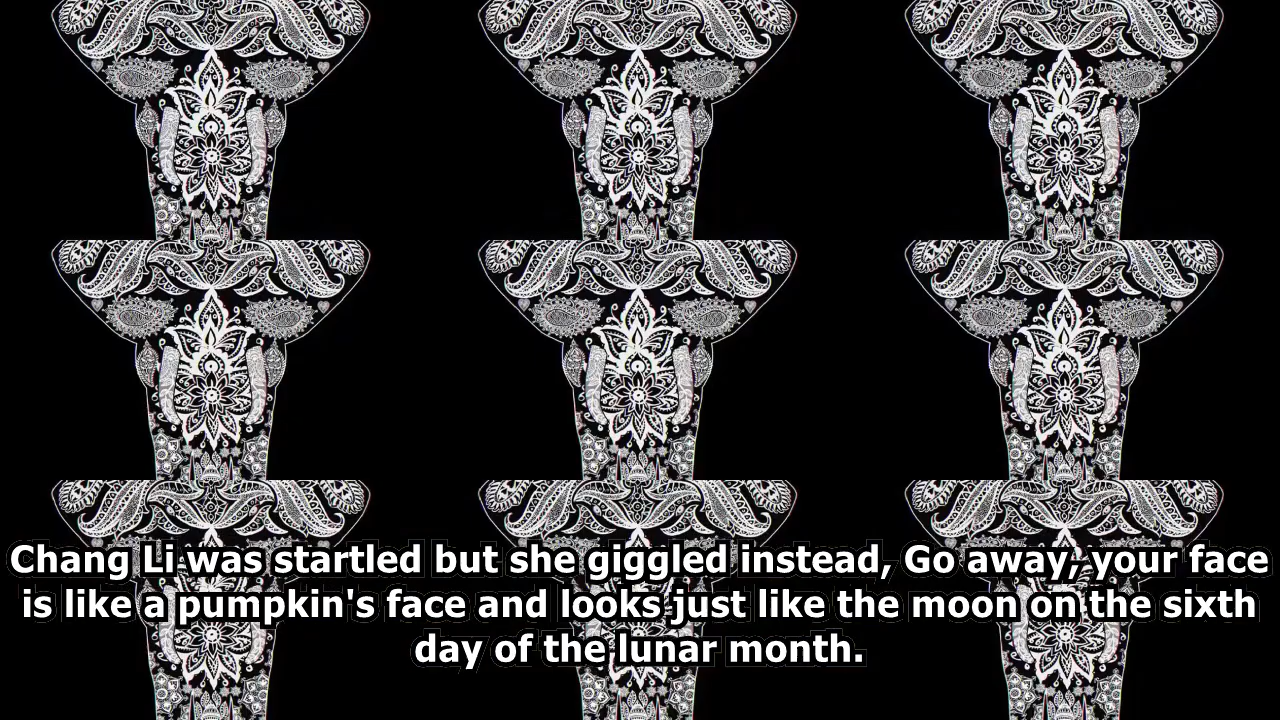 Chang Li was startled but she giggled instead, Go away, your face
is like a pumpkin's face and looks just like the moon on the sixth
day of the lunar month.